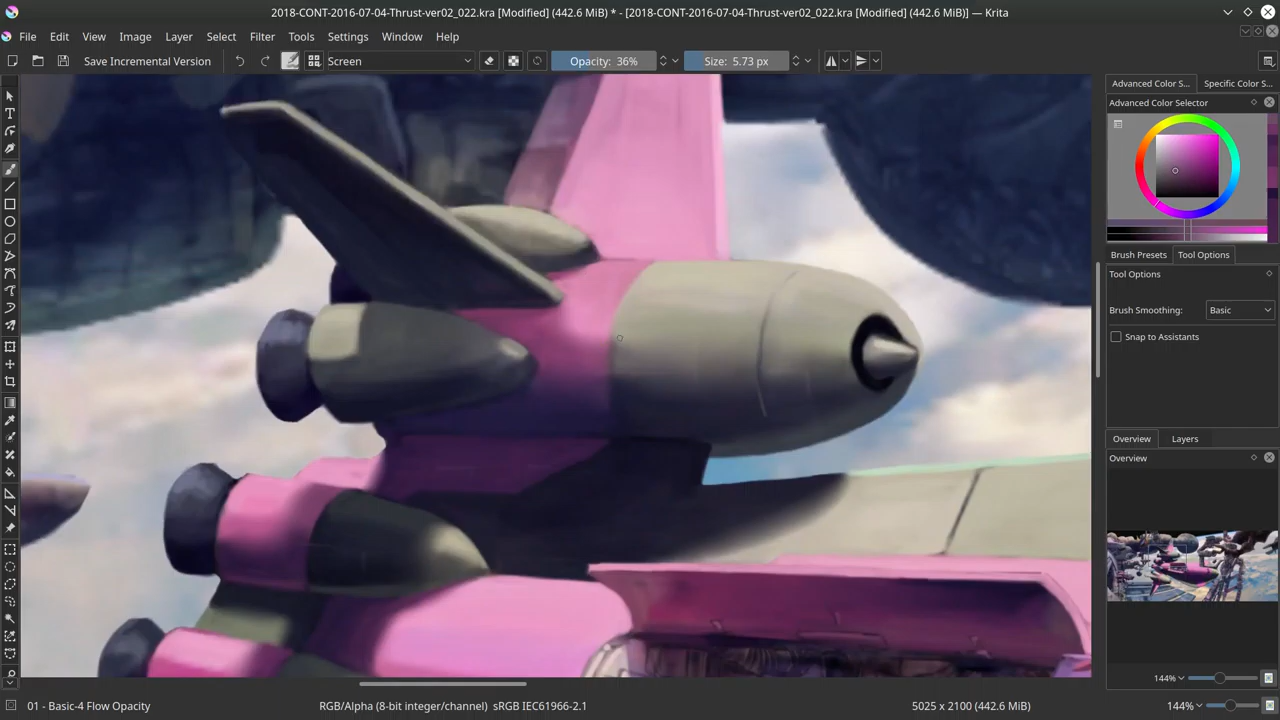 2018-CONT-2016-07-04-Thrust-ver02_022.kra [Modified] (442.6 MiB) * - [2018-CONT-2016-07-04-Thrust-ver02_022.kra [Modified] (442.6 MiB)] — Krita
File Edit View Image Layer Select Filter Tools Settings Window Help
Save Incremental Version Screen Opacity: 36% Size: 5.73 px
Advanced Color S... Specific Color S...
Advanced Color Selector
Brush Presets Tool Options
Tool Options
Brush Smoothing: Basic
Snap to Assistants
Overview Layers
Overview
144%
01 - Basic-4 Flow Opacity RGB/Alpha (8-bit integer/channel) sRGB IEC61966-2.1 5025 x 2100 (442.6 MiB) 144%